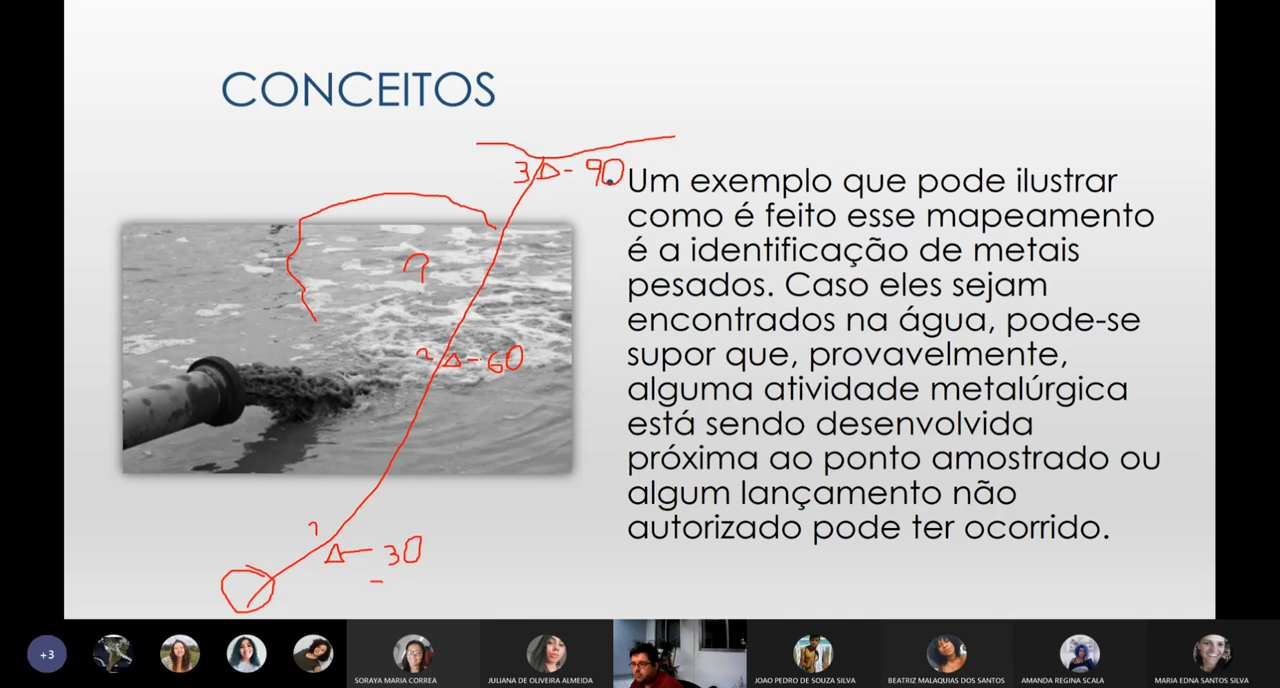 CONCEITOS
3 Δ - 90
Um exemplo que pode ilustrar
como é feito esse mapeamento
é a identificação de metais
pesados. Caso eles sejam
encontrados na água, pode-se
supor que, provavelmente,
alguma atividade metalúrgica
está sendo desenvolvida
próxima ao ponto amostrado ou
algum lançamento não
autorizado pode ter ocorrido.
?
Δ - 60
Δ - 30
+3
SORAYA MARIA CORREA
JULIANA DE OLIVEIRA ALMEIDA
JOAO PEDRO DE SOUZA SILVA
BEATRIZ MALAQUIAS DOS SANTOS
AMANDA REGINA SCALA
MARIA EDNA SANTOS SILVA